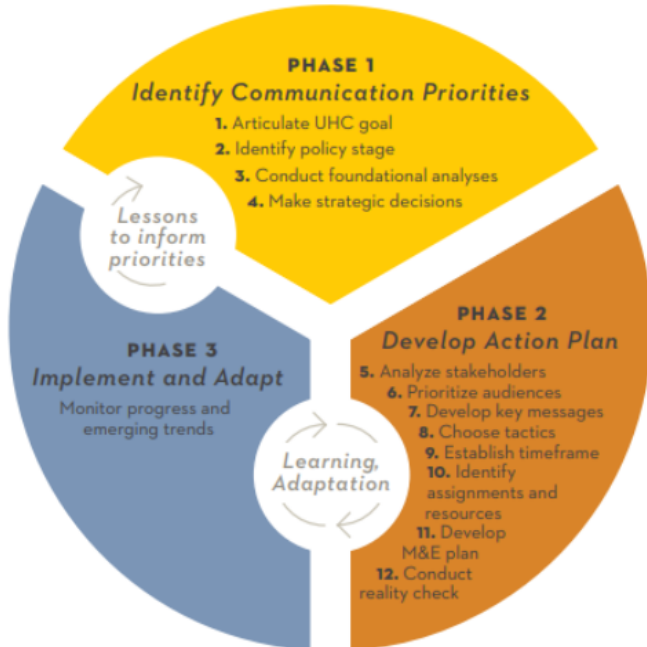 PHASE 1
Identify Communication Priorities
1. Articulate UHC goal
2. Identify policy stage
3. Conduct foundational analyses
4. Make strategic decisions
Lessons
to inform
priorities
PHASE 2
Develop Action Plan
5. Analyze stakeholders
6. Prioritize audiences
7. Develop key messages
8. Choose tactics
9. Establish timeframe
10. Identify
assignments and
resources
11. Develop
M&E plan
12. Conduct
reality check
PHASE 3
Implement and Adapt
Monitor progress and
emerging trends
Learning,
Adaptation